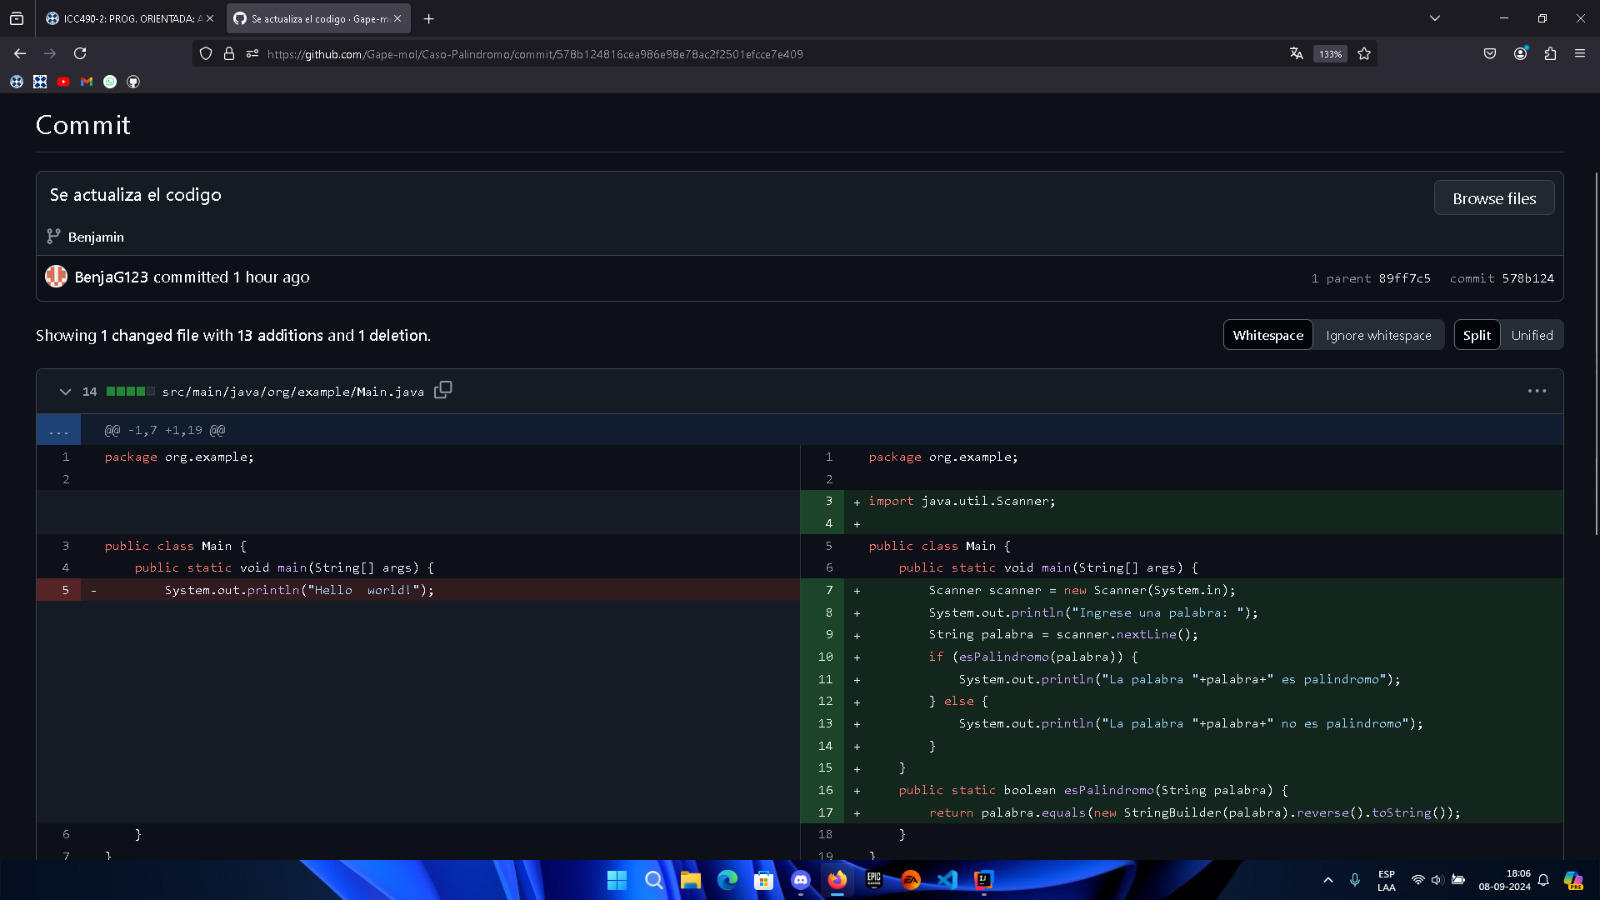 ICC490-2: PROG. ORIENTADA: A
Se actualiza el codigo · Gape-m
https://github.com/Gape-mol/Caso-Palindromo/commit/578b124816cea986e98e78ac2f2501efcce7e409
133%
Commit
Se actualiza el codigo
Browse files
Benjamin
BenjaG123 committed 1 hour ago
1 parent 89ff7c5 commit 578b124
Showing 1 changed file with 13 additions and 1 deletion.
Whitespace Ignore whitespace Split Unified
14 src/main/java/org/example/Main.java
... @@ -1,7 +1,19 @@
1 package org.example;
2
3 public class Main {
4 public static void main(String[] args) {
5 - System.out.println("Hello  world!");
6 }
7 }
1 package org.example;
2
3 + import java.util.Scanner;
4 +
5 public class Main {
6 public static void main(String[] args) {
7 + Scanner scanner = new Scanner(System.in);
8 + System.out.println("Ingrese una palabra: ");
9 + String palabra = scanner.nextLine();
10 + if (esPalindromo(palabra)) {
11 + System.out.println("La palabra "+palabra+" es palindromo");
12 + } else {
13 + System.out.println("La palabra "+palabra+" no es palindromo");
14 + }
15 + }
16 + public static boolean esPalindromo(String palabra) {
17 + return palabra.equals(new StringBuilder(palabra).reverse().toString());
18 }
19 }
EPIC
EA
ESP
LAA
18:06
08-09-2024
PRE